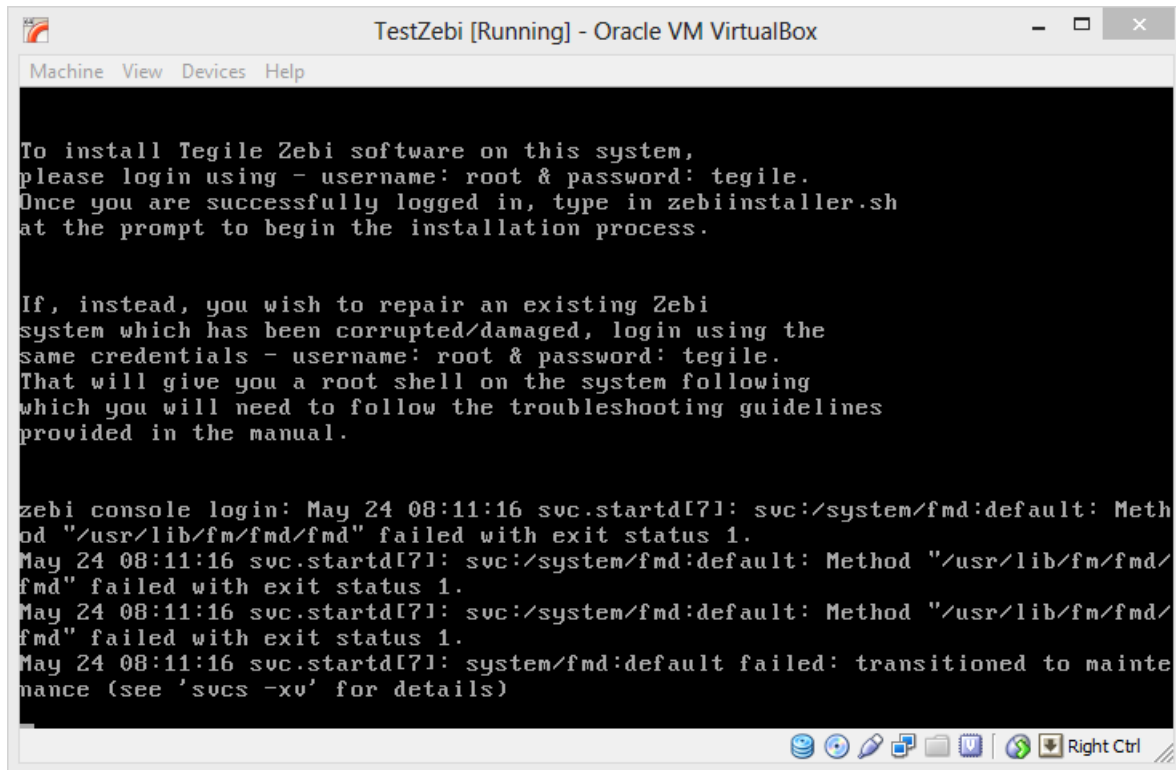 TestZebi [Running] - Oracle VM VirtualBox
Machine View Devices Help
To install Tegile Zebi software on this system,
please login using - username: root & password: tegile.
Once you are successfully logged in, type in zebiinstaller.sh
at the prompt to begin the installation process.
If, instead, you wish to repair an existing Zebi
system which has been corrupted/damaged, login using the
same credentials - username: root & password: tegile.
That will give you a root shell on the system following
which you will need to follow the troubleshooting guidelines
provided in the manual.
zebi console login: May 24 08:11:16 svc.startd[7]: svc:/system/fmd:default: Meth
od "/usr/lib/fm/fmd/fmd" failed with exit status 1.
May 24 08:11:16 svc.startd[7]: svc:/system/fmd:default: Method "/usr/lib/fm/fmd/
fmd" failed with exit status 1.
May 24 08:11:16 svc.startd[7]: svc:/system/fmd:default: Method "/usr/lib/fm/fmd/
fmd" failed with exit status 1.
May 24 08:11:16 svc.startd[7]: system/fmd:default failed: transitioned to mainte
nance (see 'svcs -xv' for details)
Right Ctrl